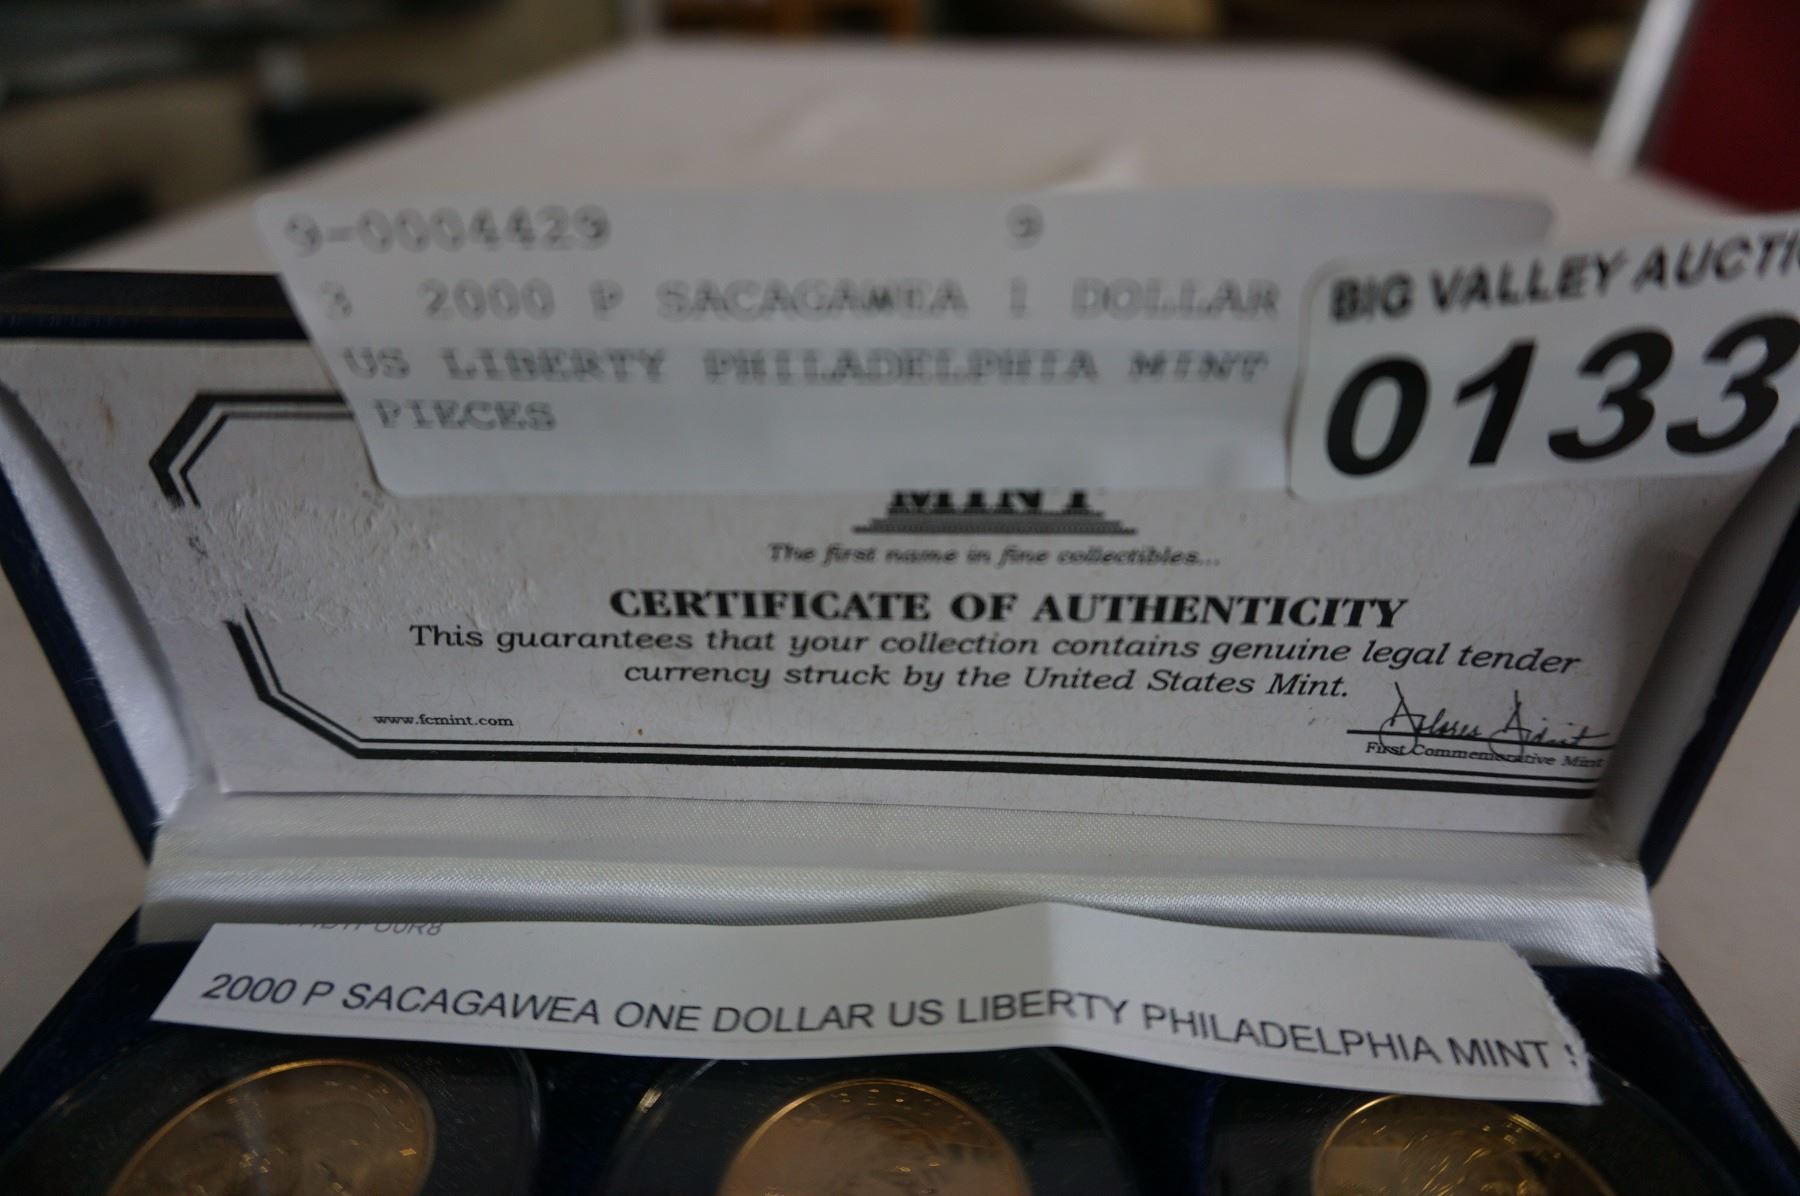 9-0004429 9
3 2000 P SACAGAWEA 1 DOLLAR
US LIBERTY PHILADELPHIA MINT
PIECES
BIG VALLEY AUCTI
0133
MINT
The first name in fine collectibles...
CERTIFICATE OF AUTHENTICITY
This guarantees that your collection contains genuine legal tender
currency struck by the United States Mint.
www.fcmint.com
First Commemorative Mint
2000 P SACAGAWEA ONE DOLLAR US LIBERTY PHILADELPHIA MINT